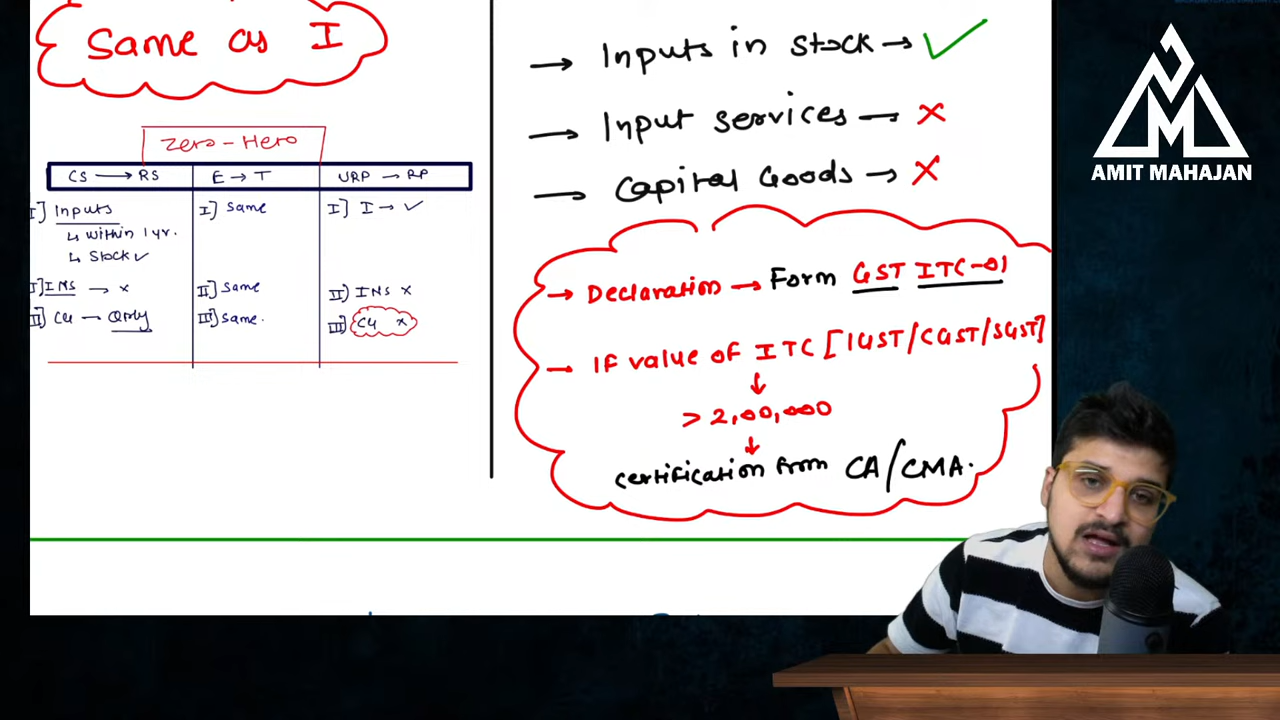 Same as I
Zero-Hero
CS → RS
E → T
URP → RP
I] Inputs
↳ within 1 yr.
↳ Stock ✓
I] Same
I] I → ✓
II] INS → x
II] Same
II] INS x
II] CG → Qtrly
III] Same.
III] CG x
→ Inputs in stock → ✓
→ Input services → x
→ Capital Goods → x
→ Declaration → Form GST ITC-01
→ If value of ITC [IGST/CGST/SGST]
↓
> 2,00,000
↓
certification from CA/CMA.
AMIT MAHAJAN